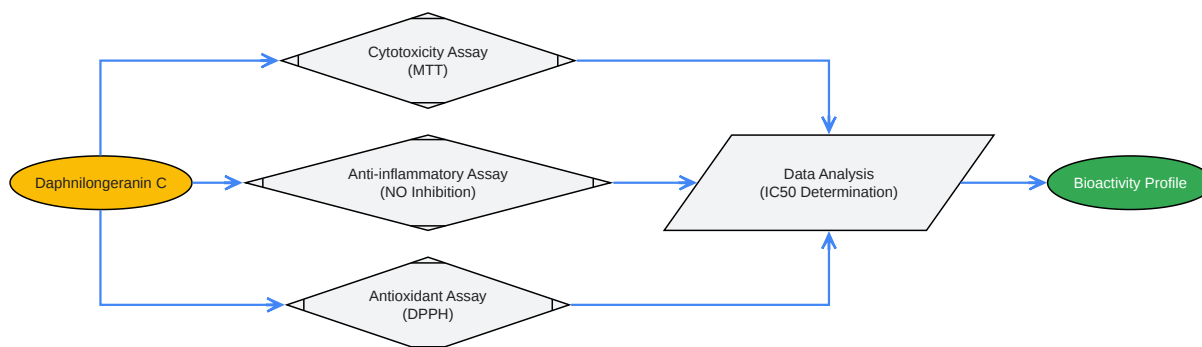 Cytotoxicity Assay
(MTT)
Daphnilongeranin C
Anti-inflammatory Assay
(NO Inhibition)
Data Analysis
(IC50 Determination)
Bioactivity Profile
Antioxidant Assay
(DPPH)